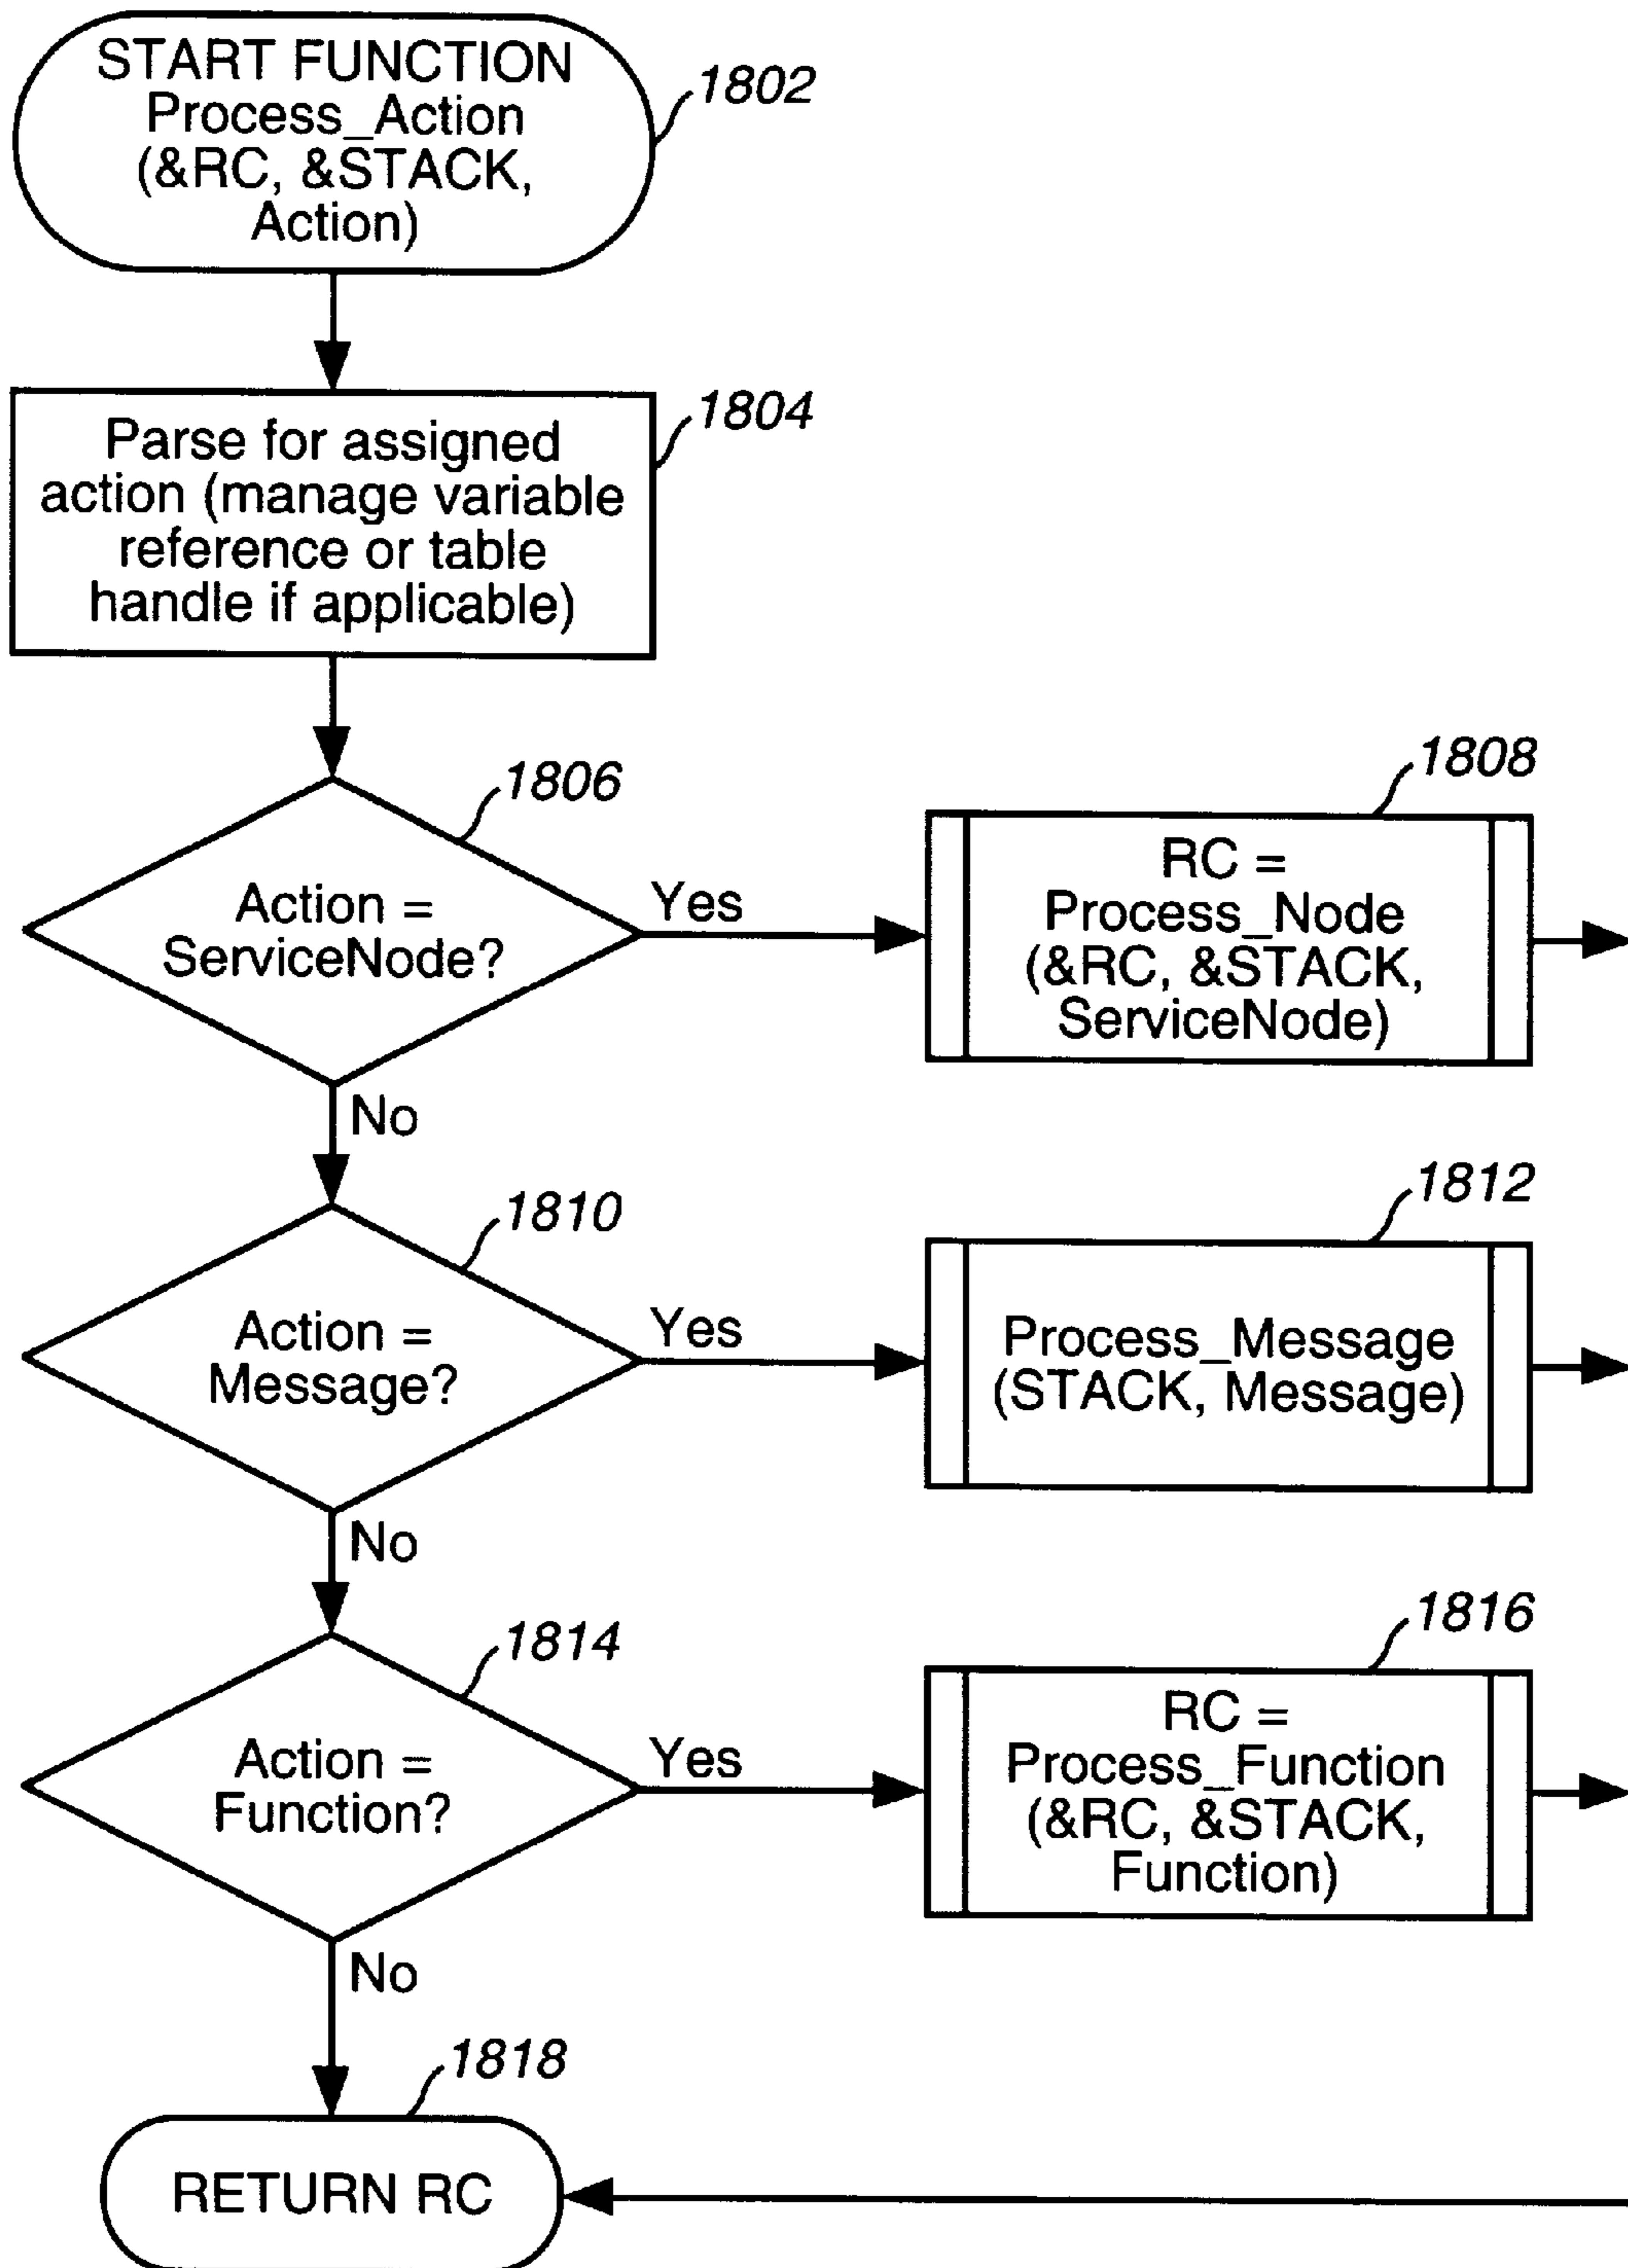 START FUNCTION
Process_Action
(&RC, &STACK,
Action)
1802
Parse for assigned
action (manage variable
reference or table
handle if applicable)
1804
Action =
ServiceNode?
1806
Yes
No
RC =
Process_Node
(&RC, &STACK,
ServiceNode)
1808
Action =
Message?
1810
Yes
No
Process_Message
(STACK, Message)
1812
Action =
Function?
1814
Yes
No
RC =
Process_Function
(&RC, &STACK,
Function)
1816
RETURN RC
1818